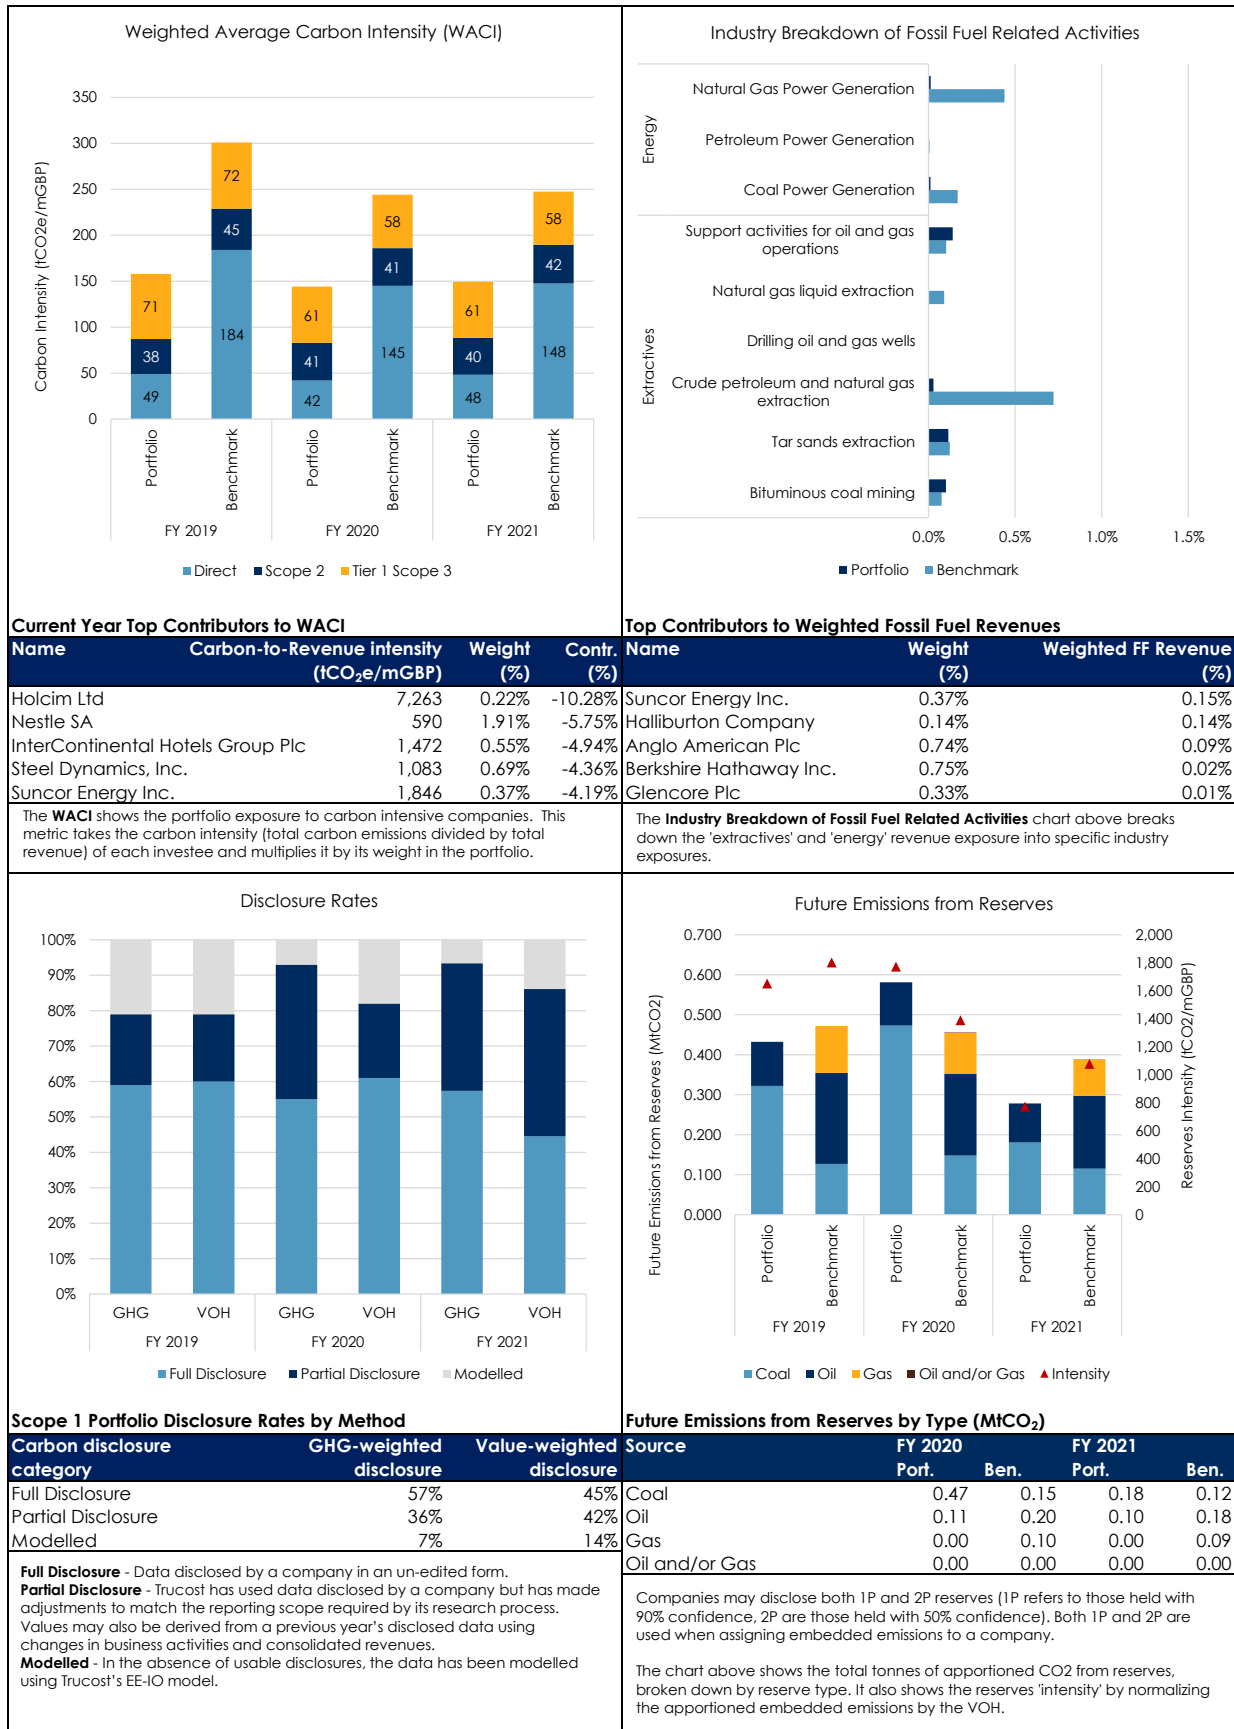 Weighted Average Carbon Intensity (WACI)
Carbon Intensity (tCO2e/mGBP)
350
300
250
200
150
100
50
0
71
38
49
72
45
184
61
41
42
58
41
145
61
40
48
58
42
148
Portfolio
Benchmark
Portfolio
Benchmark
Portfolio
Benchmark
FY 2019
FY 2020
FY 2021
Direct
Scope 2
Tier 1 Scope 3
Industry Breakdown of Fossil Fuel Related Activities
Energy
Natural Gas Power Generation
Petroleum Power Generation
Coal Power Generation
Extractives
Support activities for oil and gas
operations
Natural gas liquid extraction
Drilling oil and gas wells
Crude petroleum and natural gas
extraction
Tar sands extraction
Bituminous coal mining
0.0%
0.5%
1.0%
1.5%
Portfolio
Benchmark
Current Year Top Contributors to WACI
Name Carbon-to-Revenue intensity Weight Contr.
(tCO2e/mGBP) (%) (%)
Holcim Ltd 7,263 0.22% -10.28%
Nestle SA 590 1.91% -5.75%
InterContinental Hotels Group Plc 1,472 0.55% -4.94%
Steel Dynamics, Inc. 1,083 0.69% -4.36%
Suncor Energy Inc. 1,846 0.37% -4.19%
The WACI shows the portfolio exposure to carbon intensive companies. This
metric takes the carbon intensity (total carbon emissions divided by total
revenue) of each investee and multiplies it by its weight in the portfolio.
Top Contributors to Weighted Fossil Fuel Revenues
Name Weight Weighted FF Revenue
(%) (%)
Suncor Energy Inc. 0.37% 0.15%
Halliburton Company 0.14% 0.14%
Anglo American Plc 0.74% 0.09%
Berkshire Hathaway Inc. 0.75% 0.02%
Glencore Plc 0.33% 0.01%
The Industry Breakdown of Fossil Fuel Related Activities chart above breaks
down the 'extractives' and 'energy' revenue exposure into specific industry
exposures.
Disclosure Rates
100%
90%
80%
70%
60%
50%
40%
30%
20%
10%
0%
GHG
VOH
GHG
VOH
GHG
VOH
FY 2019
FY 2020
FY 2021
Full Disclosure
Partial Disclosure
Modelled
Future Emissions from Reserves
Future Emissions from Reserves (MtCO2)
0.700
0.600
0.500
0.400
0.300
0.200
0.100
0.000
2,000
1,800
1,600
1,400
1,200
1,000
800
600
400
200
0
Reserves Intensity (tCO2/mGBP)
Portfolio
Benchmark
Portfolio
Benchmark
Portfolio
Benchmark
FY 2019
FY 2020
FY 2021
Coal
Oil
Gas
Oil and/or Gas
Intensity
Scope 1 Portfolio Disclosure Rates by Method
Carbon disclosure GHG-weighted Value-weighted
category disclosure disclosure
Full Disclosure 57% 45%
Partial Disclosure 36% 42%
Modelled 7% 14%
Full Disclosure - Data disclosed by a company in an un-edited form.
Partial Disclosure - Trucost has used data disclosed by a company but has made
adjustments to match the reporting scope required by its research process.
Values may also be derived from a previous year's disclosed data using
changes in business activities and consolidated revenues.
Modelled - In the absence of usable disclosures, the data has been modelled
using Trucost's EE-IO model.
Future Emissions from Reserves by Type (MtCO2)
Source FY 2020 FY 2021
Port. Ben. Port. Ben.
Coal 0.47 0.15 0.18 0.12
Oil 0.11 0.20 0.10 0.18
Gas 0.00 0.10 0.00 0.09
Oil and/or Gas 0.00 0.00 0.00 0.00
Companies may disclose both 1P and 2P reserves (1P refers to those held with
90% confidence, 2P are those held with 50% confidence). Both 1P and 2P are
used when assigning embedded emissions to a company.
The chart above shows the total tonnes of apportioned CO2 from reserves,
broken down by reserve type. It also shows the reserves 'intensity' by normalizing
the apportioned embedded emissions by the VOH.